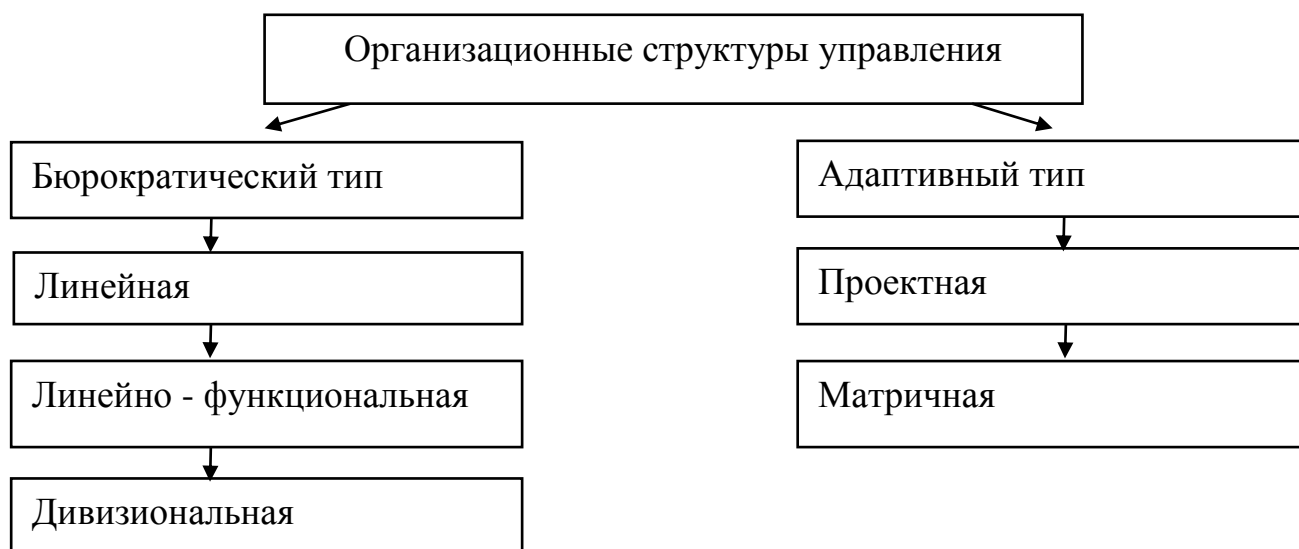 Организационные структуры управления
Бюрократический тип
Адаптивный тип
Линейная
Проектная
Линейно - функциональная
Матричная
Дивизиональная